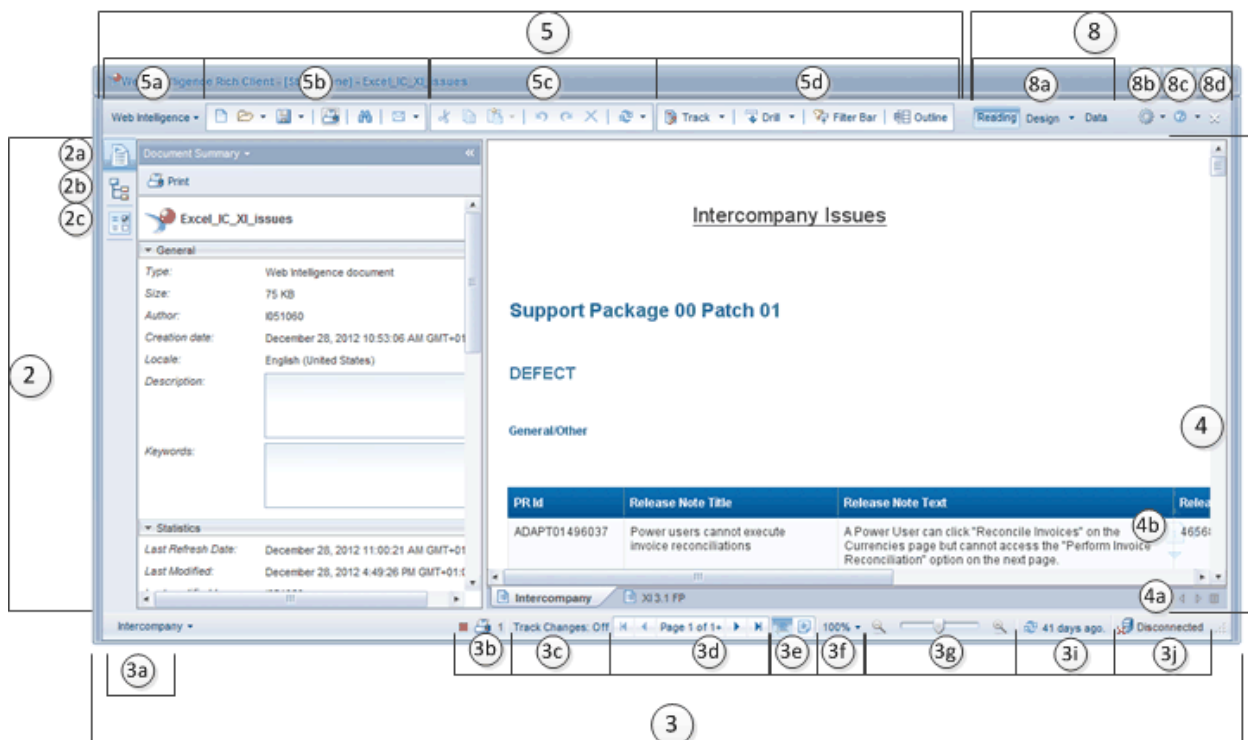 5
8
5a
5b
5c
5d
8a
8b
8c
8d
Web Intelligence
Track
Drill
Filter Bar
Outline
Reading
Design
Data
2
2a
2b
2c
Document Summary
Print
Excel_IC_XI_issues
General
Type: Web Intelligence document
Size: 75 KB
Author: I051060
Creation date: December 28, 2012 10:53:06 AM GMT+01
Locale: English (United States)
Description:
Keywords:
Statistics
Last Refresh Date: December 28, 2012 11:00:21 AM GMT+01
Last Modified: December 28, 2012 4:49:26 PM GMT+01:0
Intercompany Issues
Support Package 00 Patch 01
DEFECT
General/Other
4
PR Id
Release Note Title
Release Note Text
Relea
ADAPT01496037
Power users cannot execute
invoice reconciliations
A Power User can click "Reconcile Invoices" on the
Currencies page but cannot access the "Perform Invoice
Reconciliation" option on the next page.
4b
4656
Intercompany
XI 3.1 FP
4a
Intercompany
1
Track Changes: Off
Page 1 of 1+
100%
41 days ago.
Disconnected
3a
3b
3c
3d
3e
3f
3g
3i
3j
3